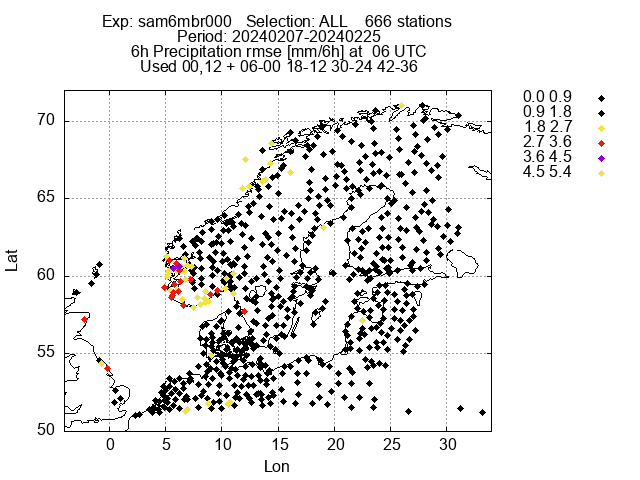 Exp: sam6mbr000 Selection: ALL 666 stations
Period: 20240207-20240225
6h Precipitation rmse [mm/6h] at 06 UTC
Used 00,12 + 06-00 18-12 30-24 42-36
0.0 0.9
0.9 1.8
1.8 2.7
2.7 3.6
3.6 4.5
4.5 5.4
70
65
60
55
50
Lat
0 5 10 15 20 25 30
Lon